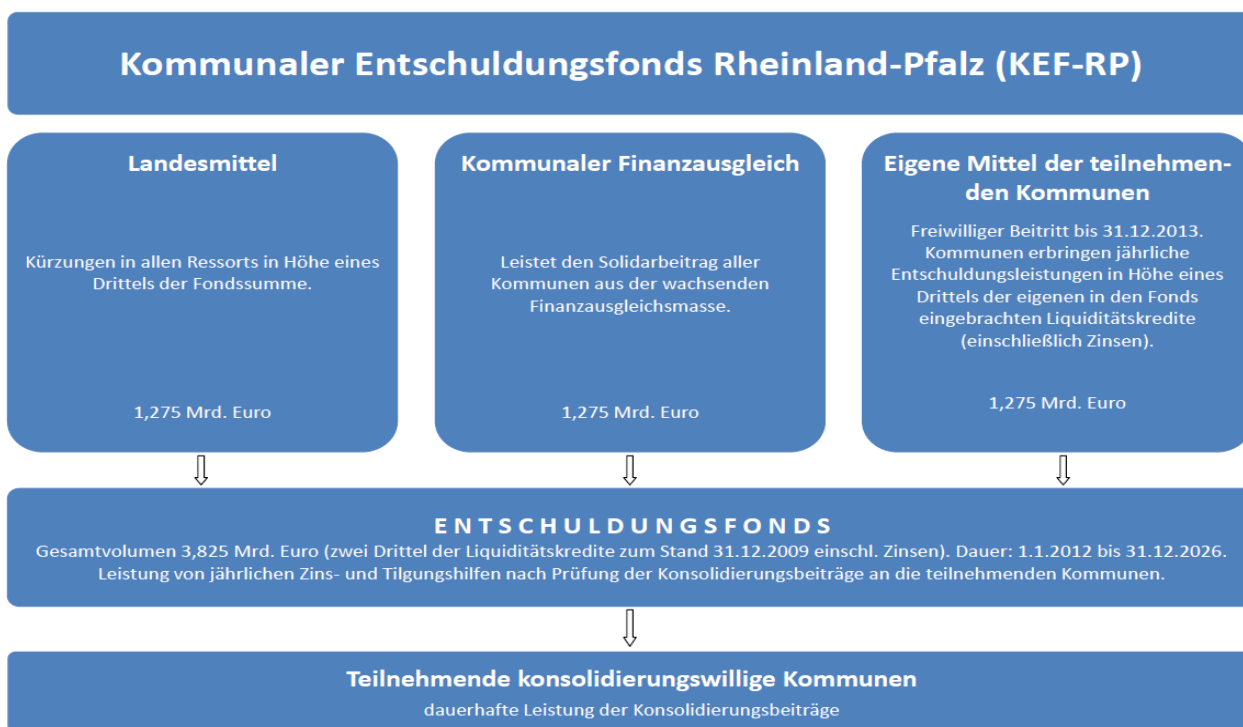 Kommunaler Entschuldungsfonds Rheinland-Pfalz (KEF-RP)
Landesmittel
Kürzungen in allen Ressorts in Höhe eines
Drittels der Fondssumme.
1,275 Mrd. Euro
Kommunaler Finanzausgleich
Leistet den Solidarbeitrag aller
Kommunen aus der wachsenden
Finanzausgleichsmasse.
1,275 Mrd. Euro
Eigene Mittel der teilnehmen-
den Kommunen
Freiwilliger Beitritt bis 31.12.2013.
Kommunen erbringen jährliche
Entschuldungsleistungen in Höhe eines
Drittels der eigenen in den Fonds
eingebrachten Liquiditätskredite
(einschließlich Zinsen).
1,275 Mrd. Euro
ENTSCHULDUNGSFONDS
Gesamtvolumen 3,825 Mrd. Euro (zwei Drittel der Liquiditätskredite zum Stand 31.12.2009 einschl. Zinsen). Dauer: 1.1.2012 bis 31.12.2026.
Leistung von jährlichen Zins- und Tilgungshilfen nach Prüfung der Konsolidierungsbeiträge an die teilnehmenden Kommunen.
Teilnehmende konsolidierungswillige Kommunen
dauerhafte Leistung der Konsolidierungsbeiträge